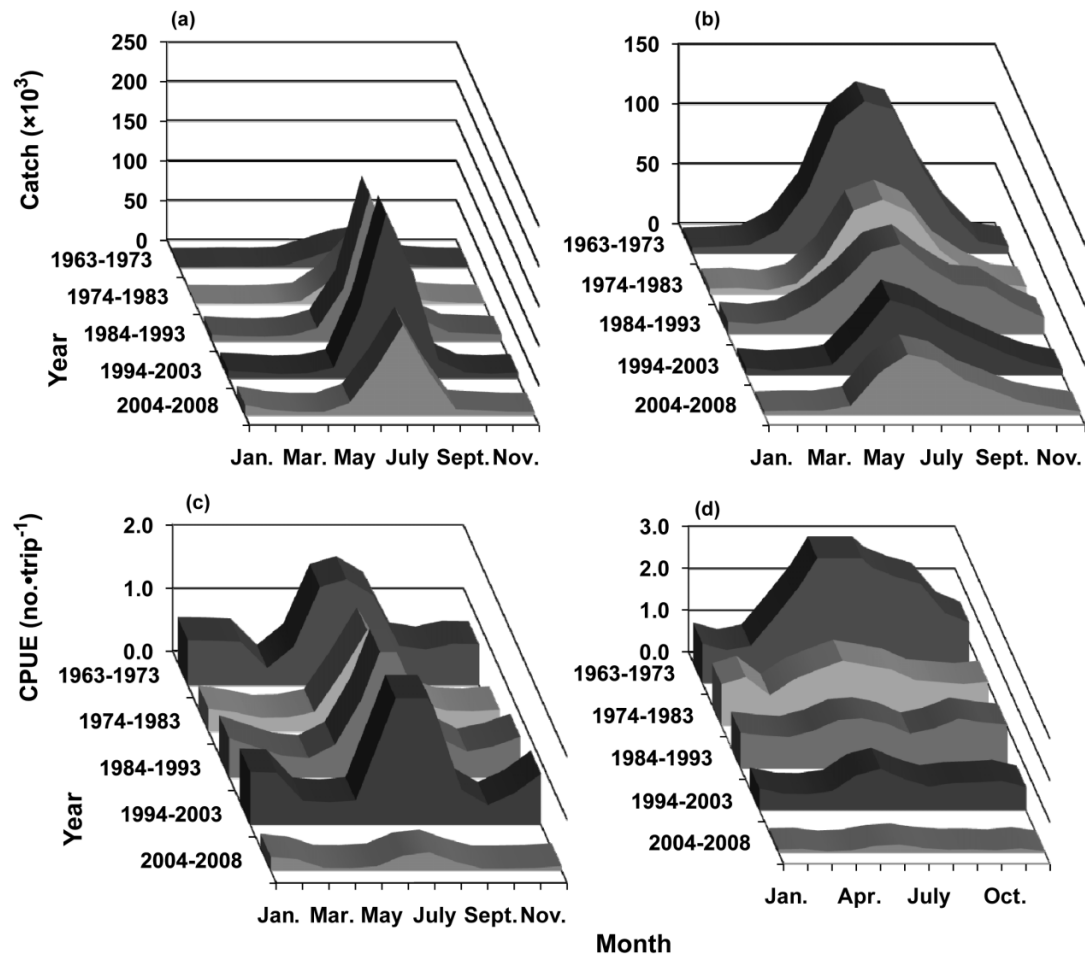 (a)
250
200
150
100
50
0
Catch (×10³)
1963-1973
1974-1983
1984-1993
1994-2003
2004-2008
Year
Jan. Mar. May July Sept. Nov.
(b)
150
100
50
0
1963-1973
1974-1983
1984-1993
1994-2003
2004-2008
Jan. Mar. May July Sept. Nov.
(c)
2.0
1.0
0.0
CPUE (no.•trip⁻¹)
1963-1973
1974-1983
1984-1993
1994-2003
2004-2008
Year
Jan. Mar. May July Sept. Nov.
(d)
3.0
2.0
1.0
0.0
1963-1973
1974-1983
1984-1993
1994-2003
2004-2008
Jan. Apr. July Oct.
Month